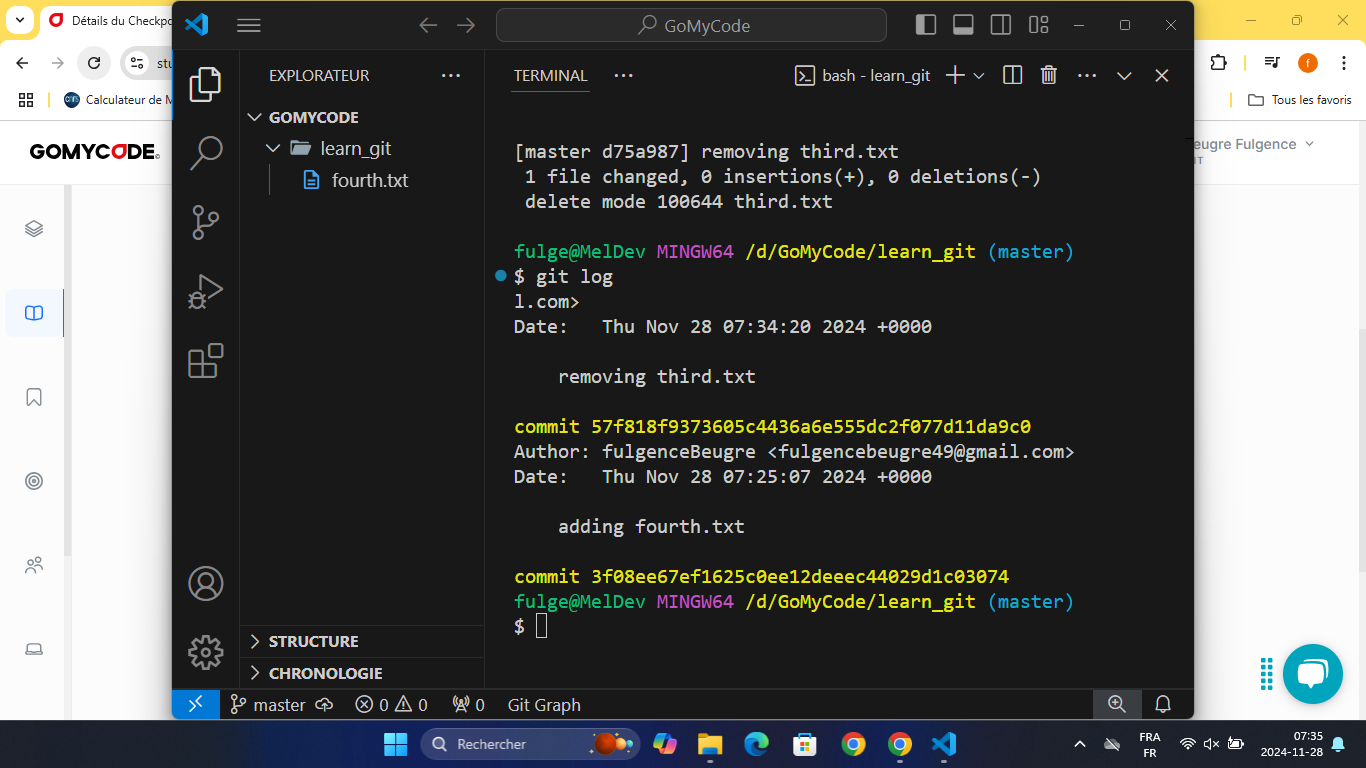 Détails du Checkpo
GoMyCode
stu
Calculateur de M
Tous les favoris
GOMYCODE
eugre Fulgence
NT
EXPLORATEUR
GOMYCODE
learn_git
fourth.txt
STRUCTURE
CHRONOLOGIE
TERMINAL
bash - learn_git
[master d75a987] removing third.txt
1 file changed, 0 insertions(+), 0 deletions(-)
delete mode 100644 third.txt
fulge@MelDev MINGW64 /d/GoMyCode/learn_git (master)
$ git log
l.com>
Date:   Thu Nov 28 07:34:20 2024 +0000
removing third.txt
commit 57f818f9373605c4436a6e555dc2f077d11da9c0
Author: fulgenceBeugre <fulgencebeugre49@gmail.com>
Date:   Thu Nov 28 07:25:07 2024 +0000
adding fourth.txt
commit 3f08ee67ef1625c0ee12deeec44029d1c03074
fulge@MelDev MINGW64 /d/GoMyCode/learn_git (master)
$
master 0 0 0 Git Graph
Rechercher
FRA
FR
07:35
2024-11-28